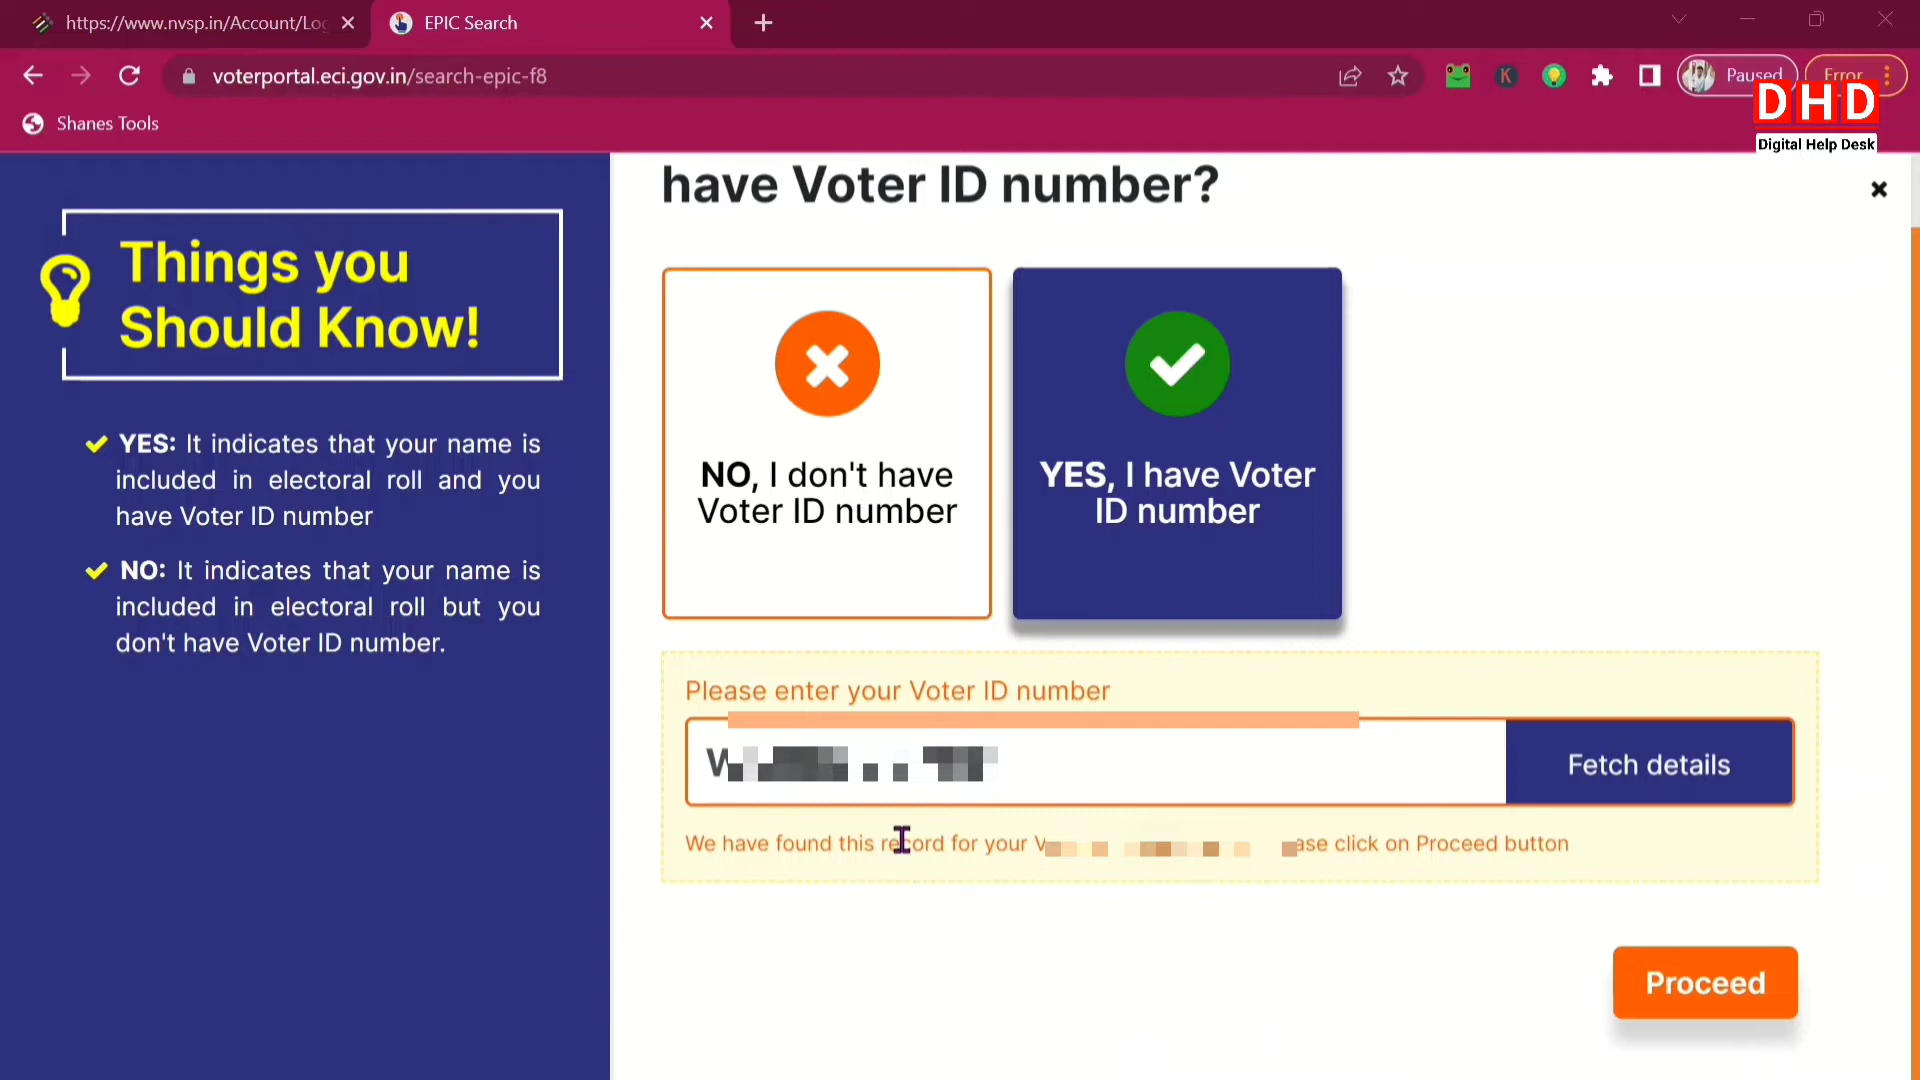 https://www.nvsp.in/Account/Log
EPIC Search
voterportal.eci.gov.in/search-epic-f8
K
Paused
Error
Shanes Tools
DHD
Digital Help Desk
Things you
Should Know!
YES: It indicates that your name is
included in electoral roll and you
have Voter ID number
NO: It indicates that your name is
included in electoral roll but you
don't have Voter ID number.
have Voter ID number?
NO, I don't have
Voter ID number
YES, I have Voter
ID number
Please enter your Voter ID number
Fetch details
We have found this record for your click on Proceed button
Proceed